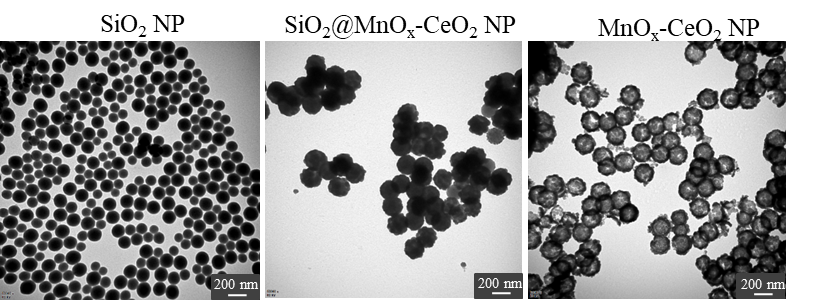 SiO₂ NP
SiO₂@MnOₓ-CeO₂ NP
MnOₓ-CeO₂ NP
200 nm
200 nm
200 nm